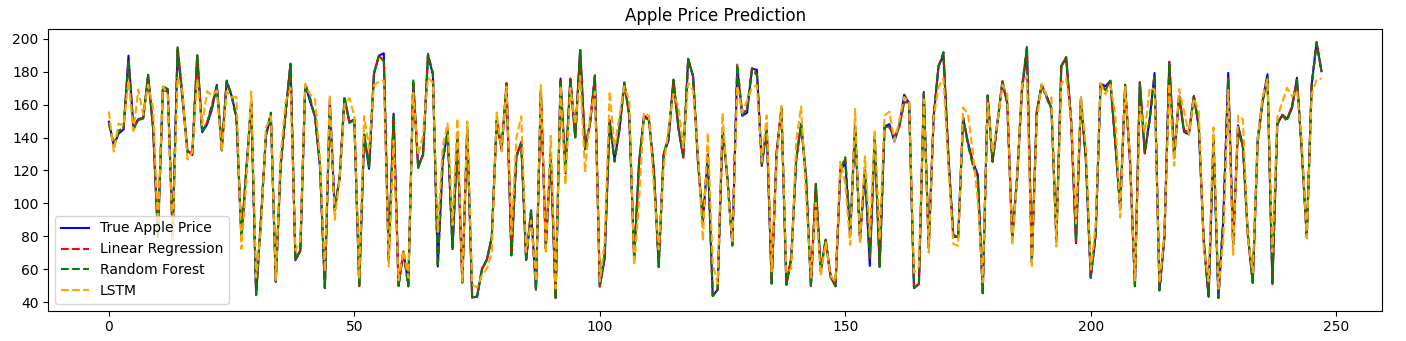 Apple Price Prediction
200
180
160
140
120
100
80
60
40
True Apple Price
Linear Regression
Random Forest
LSTM
0 50 100 150 200 250